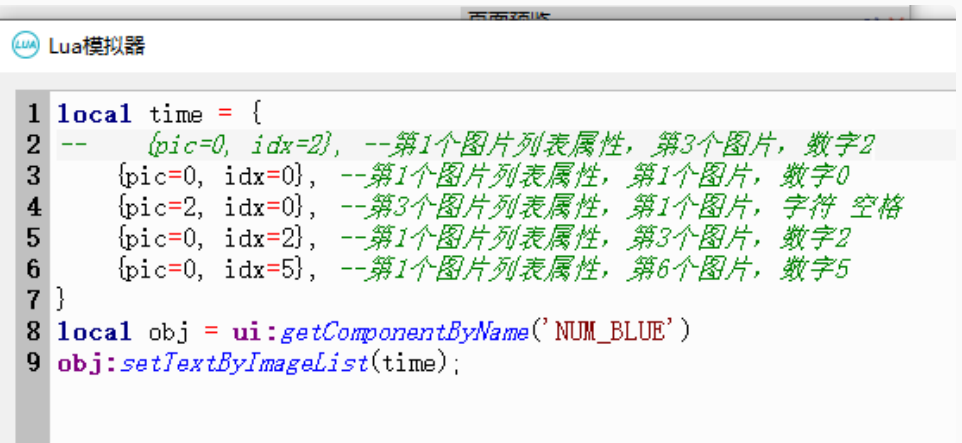 页面预览
LUA Lua模拟器
1 local time = {
2 --      {pic=0, idx=2}, --第1个图片列表属性，第3个图片，数字2
3     {pic=0, idx=0}, --第1个图片列表属性，第1个图片，数字0
4     {pic=2, idx=0}, --第3个图片列表属性，第1个图片，字符 空格
5     {pic=0, idx=2}, --第1个图片列表属性，第3个图片，数字2
6     {pic=0, idx=5}, --第1个图片列表属性，第6个图片，数字5
7 }
8 local obj = ui:getComponentByName('NUM_BLUE')
9 obj:setTextByImageList(time);